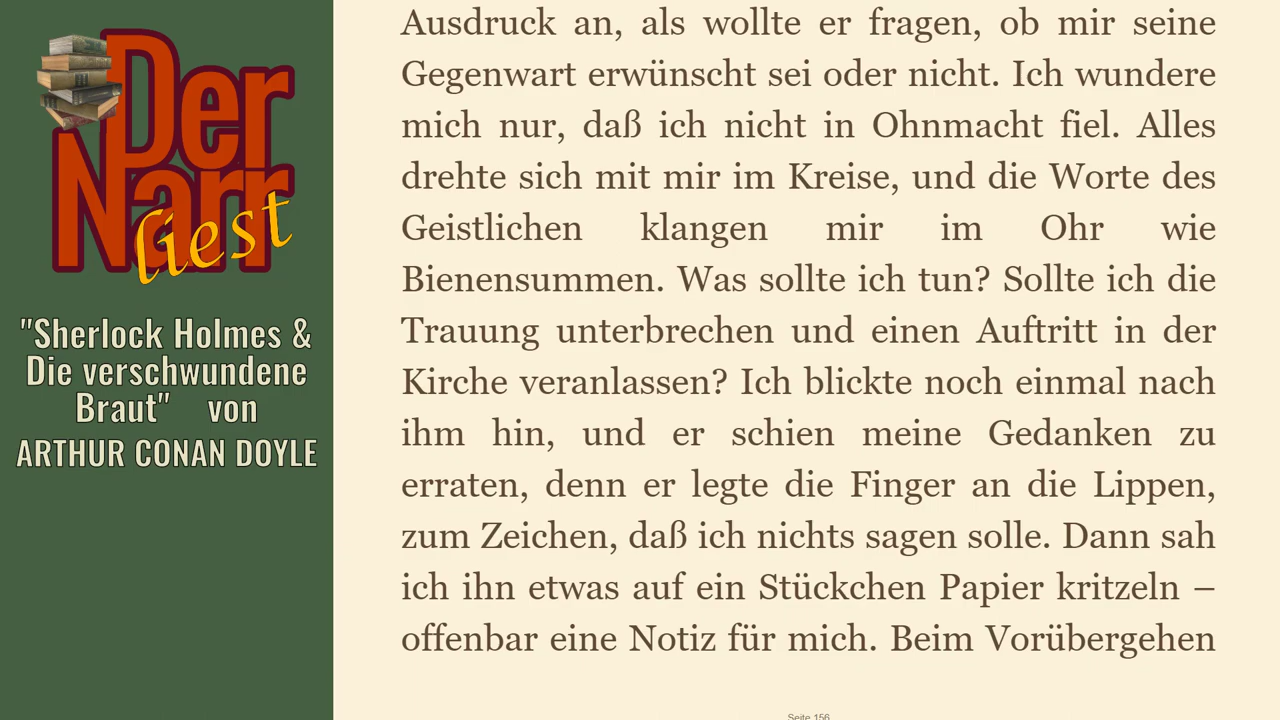 Der
Narr
liest
"Sherlock Holmes &
Die verschwundene
Braut" von
ARTHUR CONAN DOYLE
Ausdruck an, als wollte er fragen, ob mir seine
Gegenwart erwünscht sei oder nicht. Ich wundere
mich nur, daß ich nicht in Ohnmacht fiel. Alles
drehte sich mit mir im Kreise, und die Worte des
Geistlichen klangen mir im Ohr wie
Bienensummen. Was sollte ich tun? Sollte ich die
Trauung unterbrechen und einen Auftritt in der
Kirche veranlassen? Ich blickte noch einmal nach
ihm hin, und er schien meine Gedanken zu
erraten, denn er legte die Finger an die Lippen,
zum Zeichen, daß ich nichts sagen solle. Dann sah
ich ihn etwas auf ein Stückchen Papier kritzeln –
offenbar eine Notiz für mich. Beim Vorübergehen
Seite 156